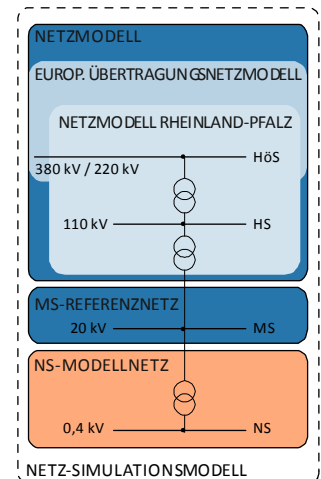 NETZMODELL
EUROP. ÜBERTRAGUNGSNETZMODELL
NETZMODELL RHEINLAND-PFALZ
HöS
380 kV / 220 kV
110 kV HS
MS-REFERENZNETZ
20 kV MS
NS-MODELLNETZ
0,4 kV NS
NETZ-SIMULATIONSMODELL